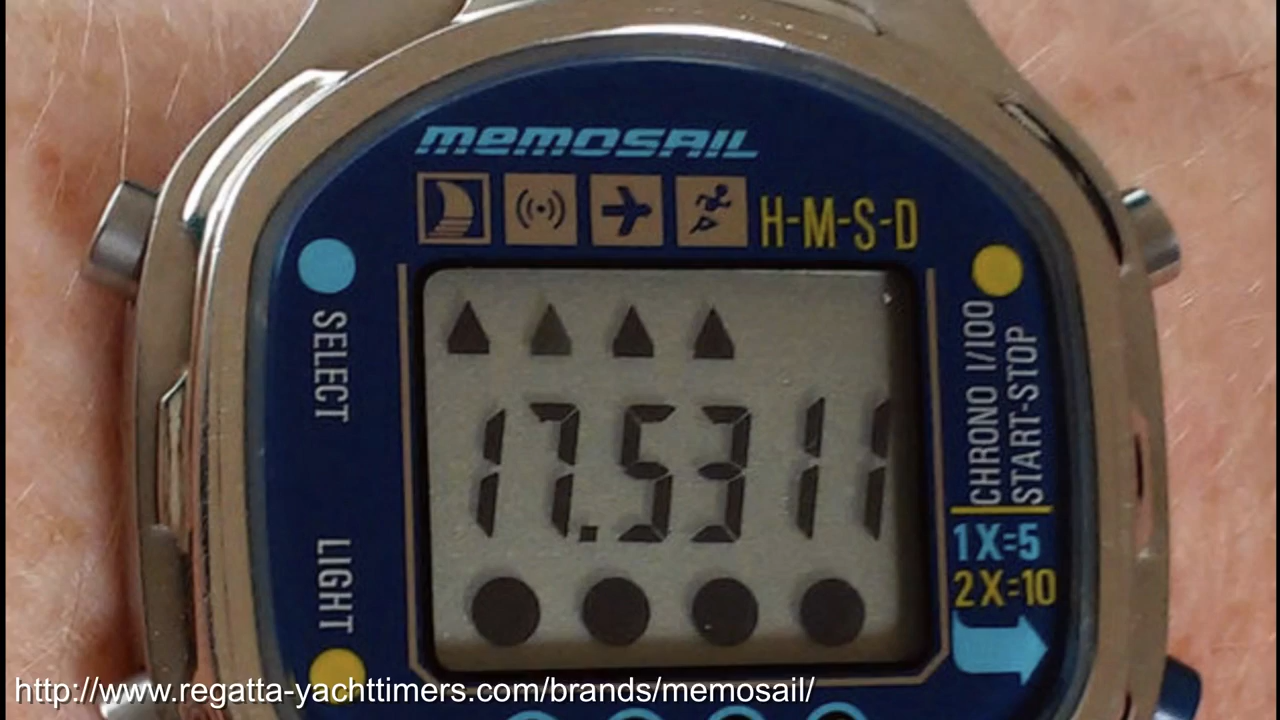 memosail
H-M-S-D
SELECT
CHRONO 1/100
START-STOP
17.5311
1X=5
2X=10
LIGHT
http://www.regatta-yachttimers.com/brands/memosail/